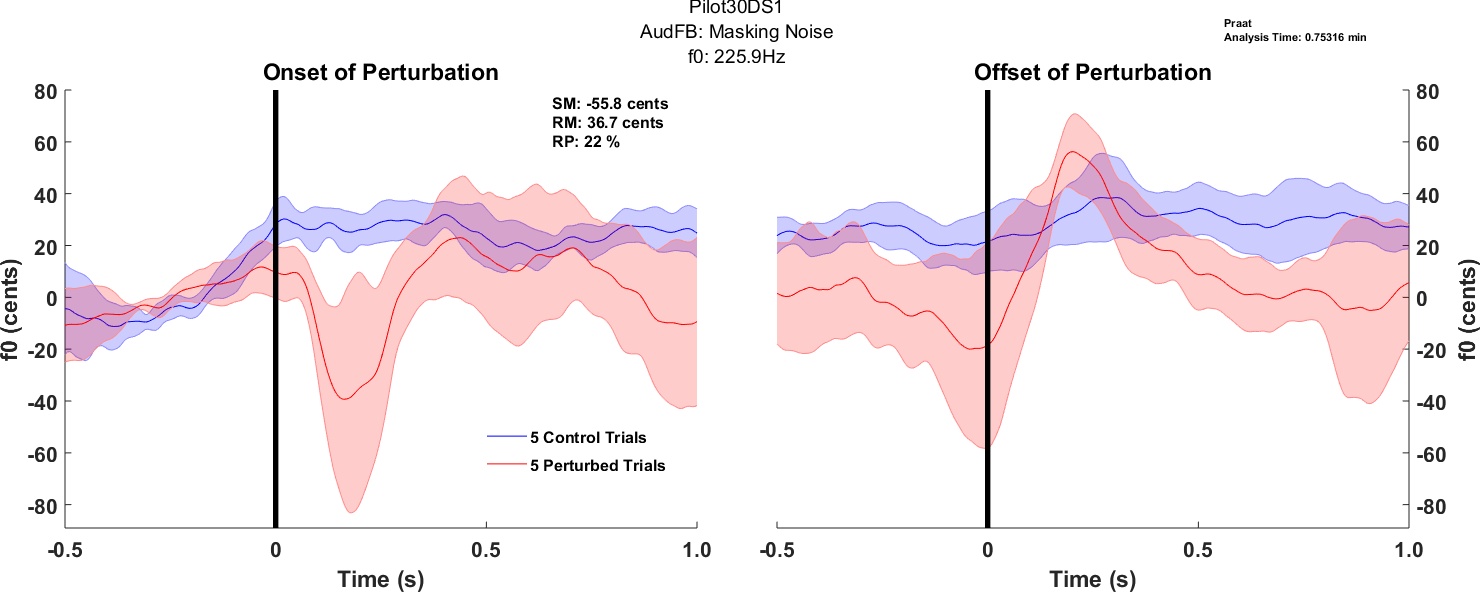 Pilot30DS1
AudFB: Masking Noise
f0: 225.9Hz
Praat
Analysis Time: 0.75316 min
Onset of Perturbation
SM: -55.8 cents
RM: 36.7 cents
RP: 22 %
f0 (cents)
80
60
40
20
0
-20
-40
-60
-80
5 Control Trials
5 Perturbed Trials
-0.5
0
0.5
1.0
Time (s)
Offset of Perturbation
80
60
40
20
0
-20
-40
-60
-80
f0 (cents)
-0.5
0
0.5
1.0
Time (s)